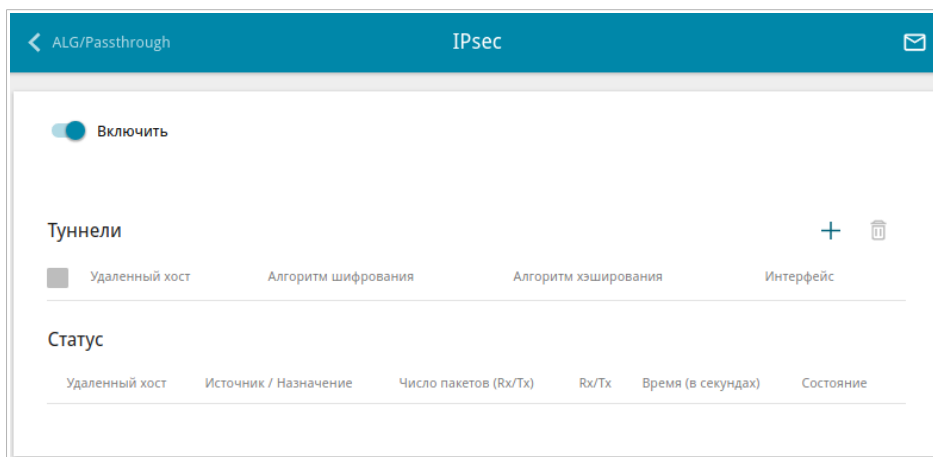 ALG/Passthrough IPsec
Включить
Туннели
Удаленный хост Алгоритм шифрования Алгоритм хэширования Интерфейс
Статус
Удаленный хост Источник / Назначение Число пакетов (Rx/Tx) Rx/Tx Время (в секундах) Состояние